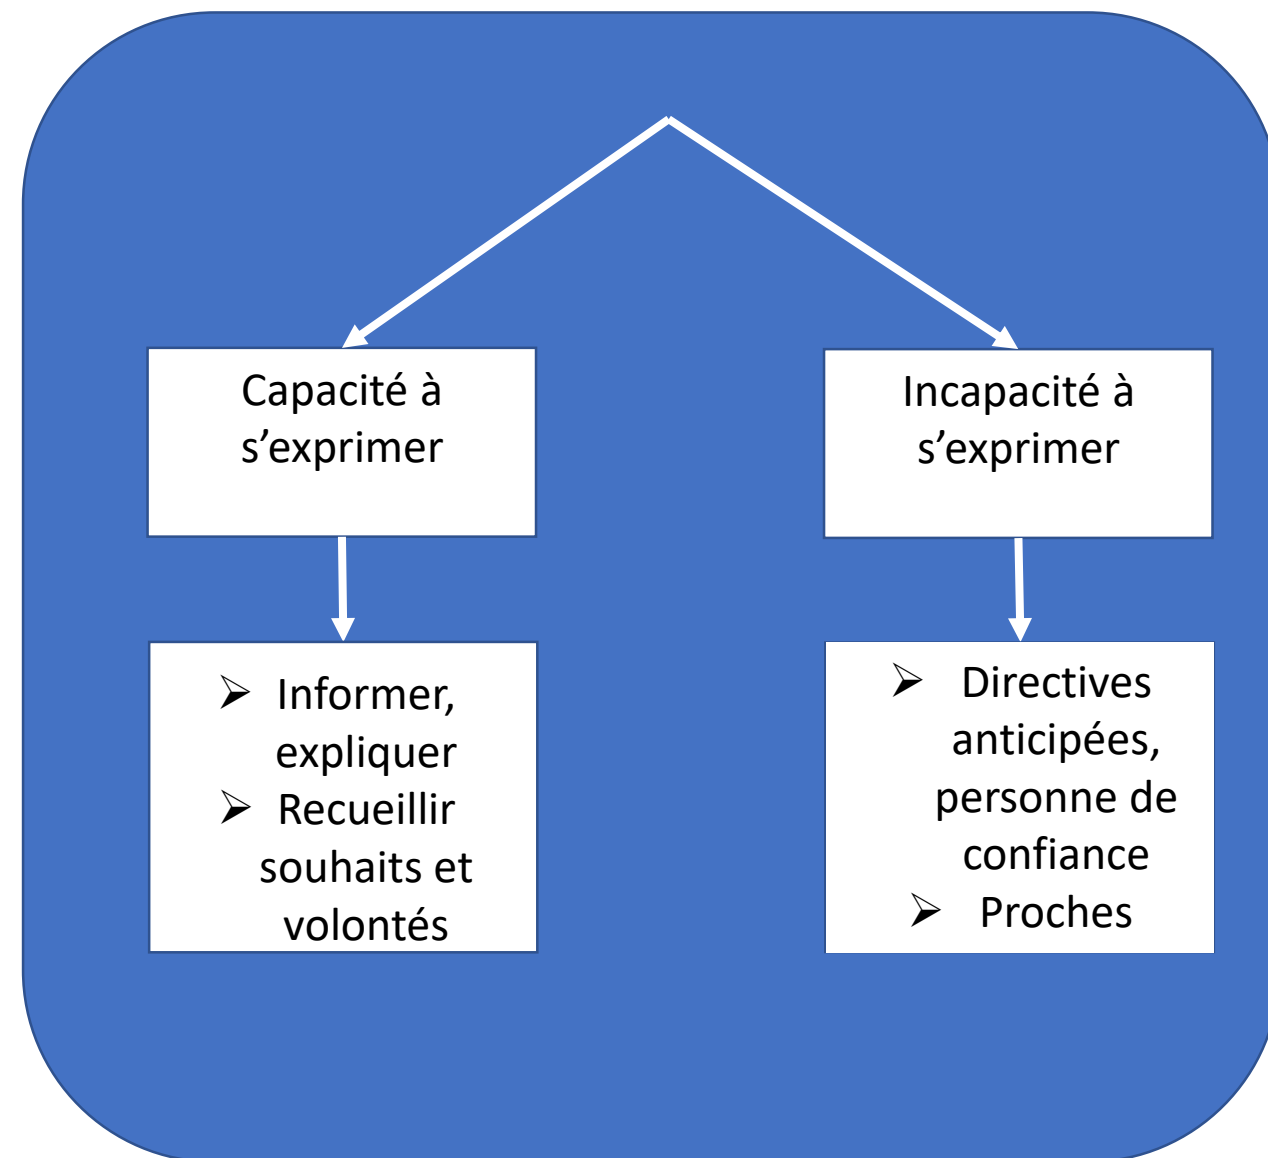 Capacité à
s’exprimer
Incapacité à
s’exprimer
➢ Informer,
expliquer
➢ Recueillir
souhaits et
volontés
➢ Directives
anticipées,
personne de
confiance
➢ Proches